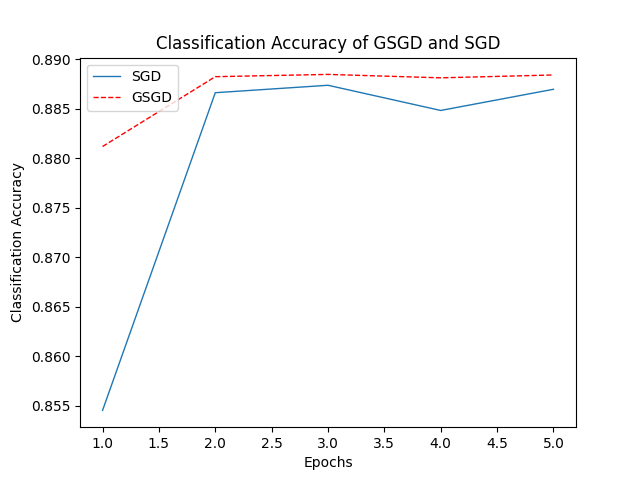 Classification Accuracy of GSGD and SGD
0.890
0.885
0.880
0.875
0.870
0.865
0.860
0.855
Classification Accuracy
SGD
GSGD
1.0 1.5 2.0 2.5 3.0 3.5 4.0 4.5 5.0
Epochs